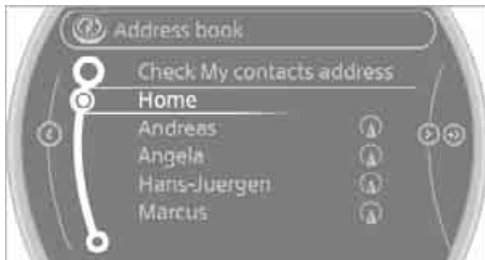 Address book
Check My contacts address
Home
Andreas
Angela
Hans-Juergen
Marcus